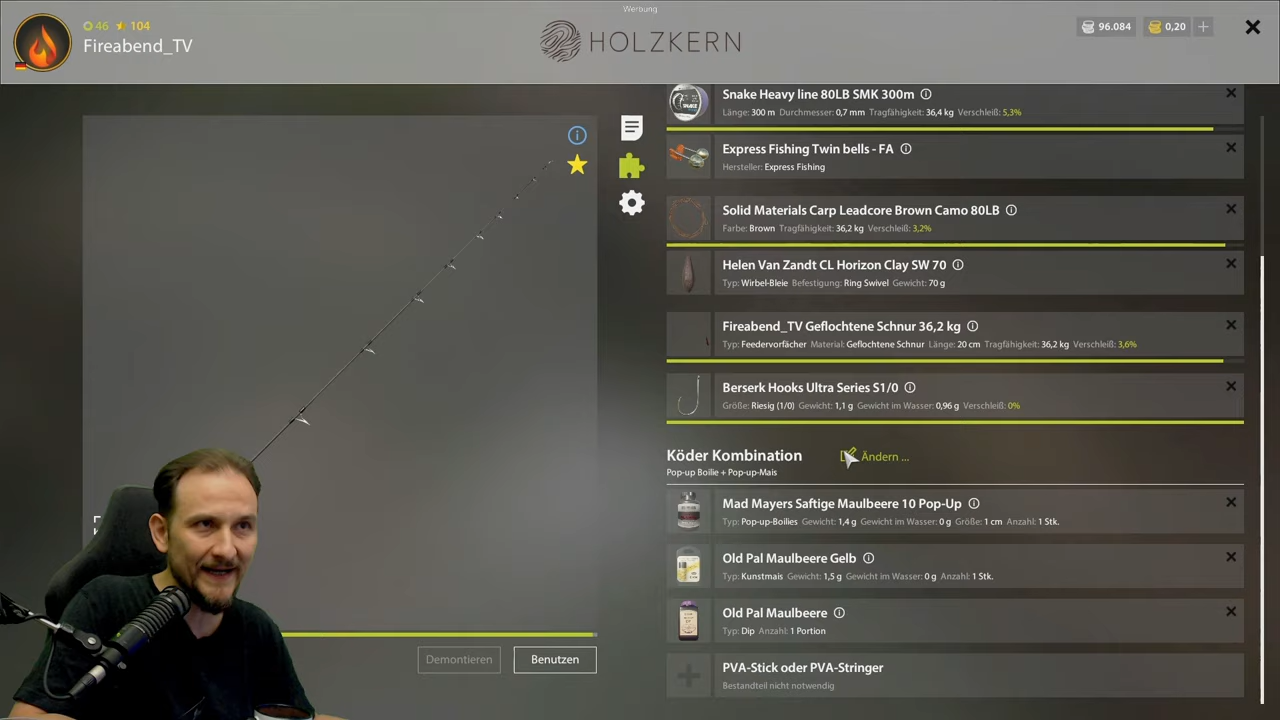 Werbung
46 104
Fireabend_TV
HOLZKERN
96.084
0,20
Snake Heavy line 80LB SMK 300m
Länge: 300 m Durchmesser: 0,7 mm Tragfähigkeit: 36,4 kg Verschleiß: 5,3%
Express Fishing Twin bells - FA
Hersteller: Express Fishing
Solid Materials Carp Leadcore Brown Camo 80LB
Farbe: Brown Tragfähigkeit: 36,2 kg Verschleiß: 3,2%
Helen Van Zandt CL Horizon Clay SW 70
Typ: Wirbel-Bleie Befestigung: Ring Swivel Gewicht: 70 g
Fireabend_TV Geflochtene Schnur 36,2 kg
Typ: Feedervorfächer Material: Geflochtene Schnur Länge: 20 cm Tragfähigkeit: 36,2 kg Verschleiß: 3,6%
Berserk Hooks Ultra Series S1/0
Größe: Riesig (1/0) Gewicht: 1,1 g Gewicht im Wasser: 0,96 g Verschleiß: 0%
Köder Kombination
Ändern ...
Pop-up Boilie + Pop-up-Mais
Mad Mayers Saftige Maulbeere 10 Pop-Up
Typ: Pop-up-Boilies Gewicht: 1,4 g Gewicht im Wasser: 0 g Größe: 1 cm Anzahl: 1 Stk.
Old Pal Maulbeere Gelb
Typ: Kunstmais Gewicht: 1,5 g Gewicht im Wasser: 0 g Anzahl: 1 Stk.
Old Pal Maulbeere
Typ: Dip Anzahl: 1 Portion
PVA-Stick oder PVA-Stringer
Bestandteil nicht notwendig
Demontieren
Benutzen